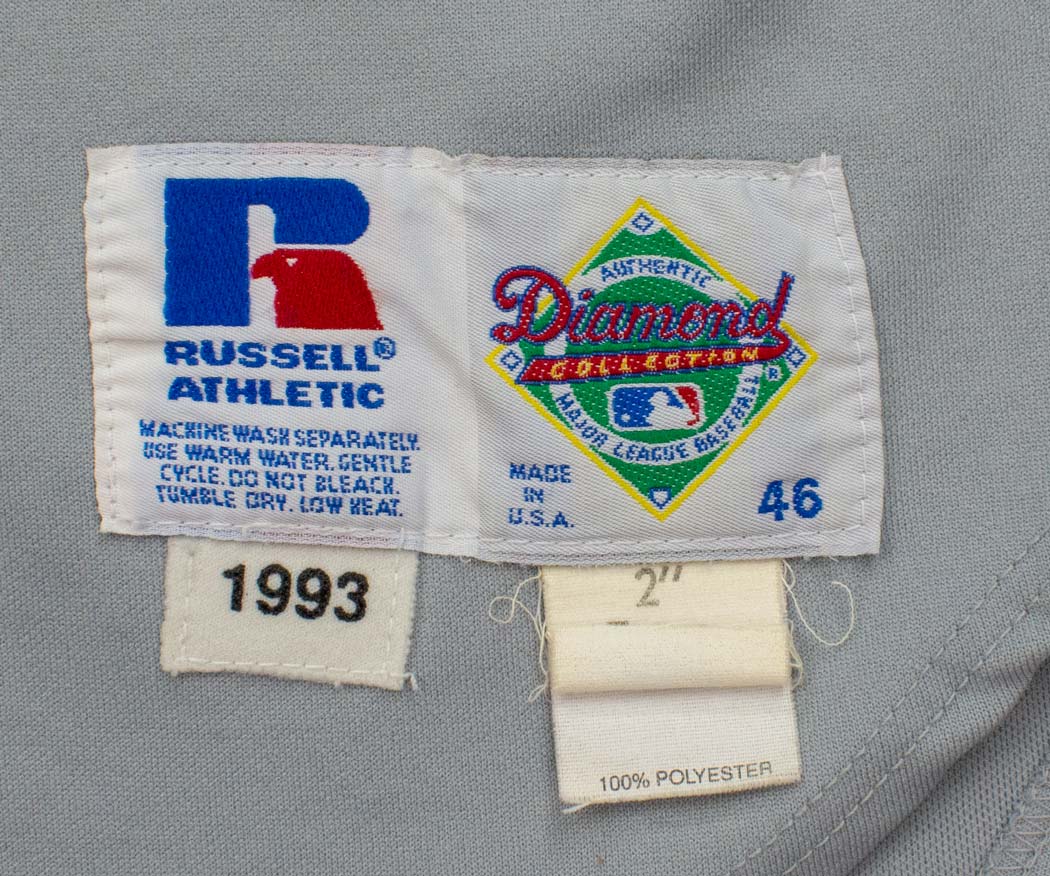 RUSSELL®
ATHLETIC
MACHINE WASH SEPARATELY.
USE WARM WATER. GENTLE
CYCLE. DO NOT BLEACH.
TUMBLE DRY. LOW HEAT.
AUTHENTIC
Diamond
COLLECTION
®
MAJOR LEAGUE BASEBALL
MADE
IN
U.S.A.
46
1993
2"
100% POLYESTER